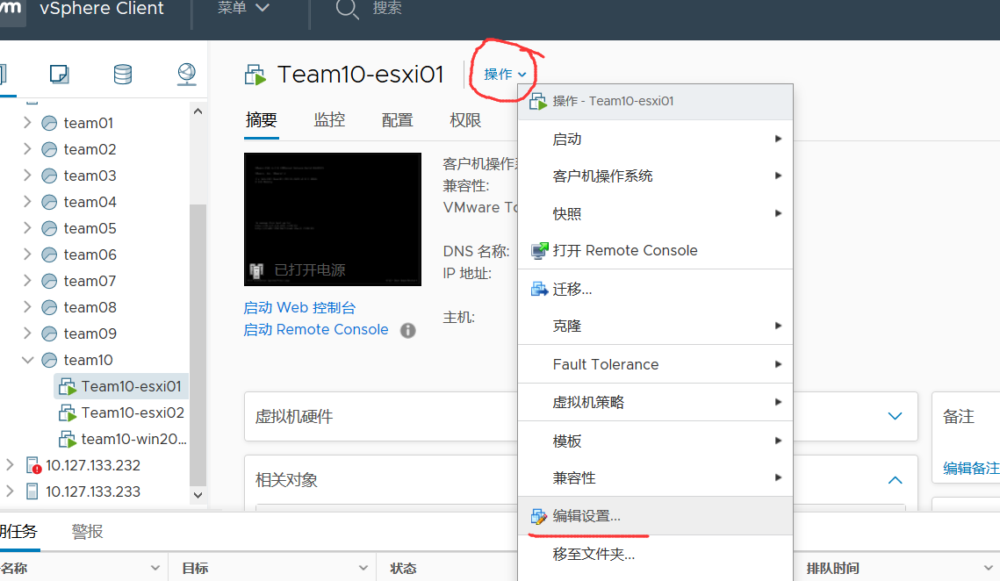 vm vSphere Client 菜单 搜索
team01
team02
team03
team04
team05
team06
team07
team08
team09
team10
Team10-esxi01
Team10-esxi02
team10-win20...
10.127.133.232
10.127.133.233
Team10-esxi01 操作
摘要 监控 配置 权限
已打开电源
启动 Web 控制台
启动 Remote Console
客户机操作系
兼容性:
VMware To
DNS 名称:
IP 地址:
主机:
虚拟机硬件
相关对象
备注
编辑备注
操作 - Team10-esxi01
启动
客户机操作系统
快照
打开 Remote Console
迁移...
克隆
Fault Tolerance
虚拟机策略
模板
兼容性
编辑设置...
移至文件夹...
期任务 警报
名称 目标 状态 排队时间